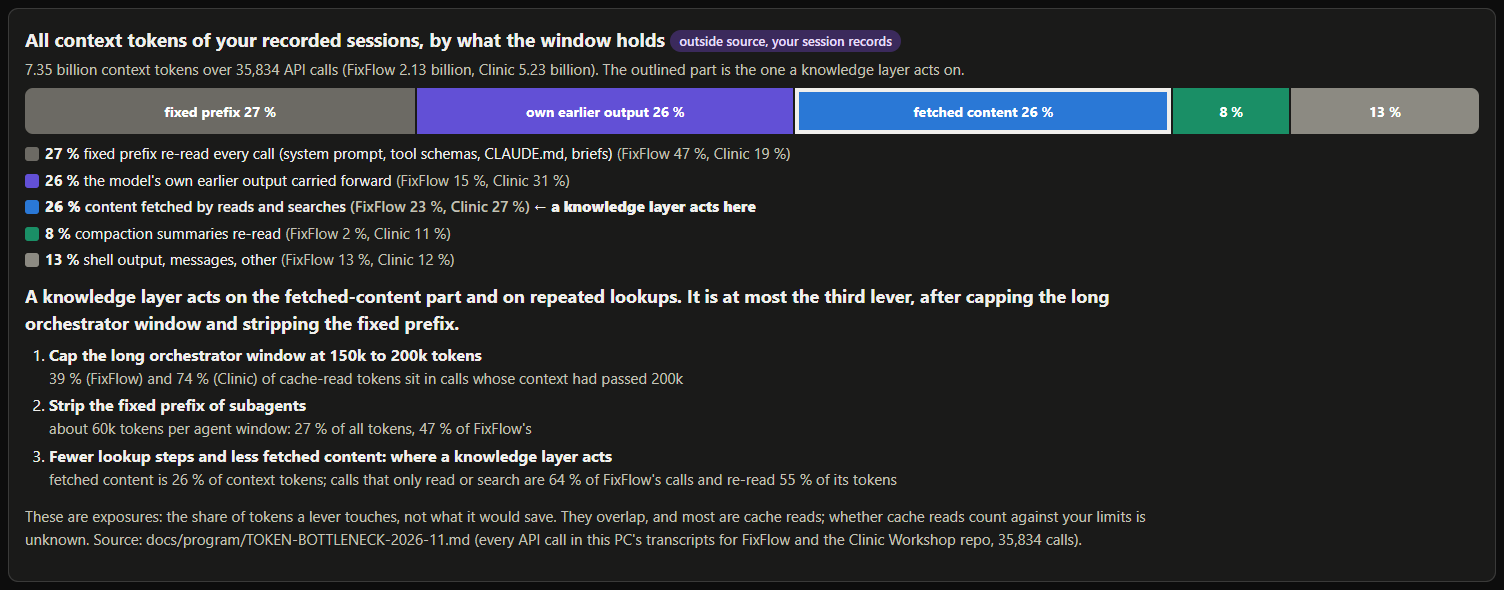 All context tokens of your recorded sessions, by what the window holds outside source, your session records
7.35 billion context tokens over 35,834 API calls (FixFlow 2.13 billion, Clinic 5.23 billion). The outlined part is the one a knowledge layer acts on.
fixed prefix 27 % own earlier output 26 % fetched content 26 % 8 % 13 %
27 % fixed prefix re-read every call (system prompt, tool schemas, CLAUDE.md, briefs) (FixFlow 47 %, Clinic 19 %)
26 % the model's own earlier output carried forward (FixFlow 15 %, Clinic 31 %)
26 % content fetched by reads and searches (FixFlow 23 %, Clinic 27 %) ← a knowledge layer acts here
8 % compaction summaries re-read (FixFlow 2 %, Clinic 11 %)
13 % shell output, messages, other (FixFlow 13 %, Clinic 12 %)
A knowledge layer acts on the fetched-content part and on repeated lookups. It is at most the third lever, after capping the long
orchestrator window and stripping the fixed prefix.
1. Cap the long orchestrator window at 150k to 200k tokens
39 % (FixFlow) and 74 % (Clinic) of cache-read tokens sit in calls whose context had passed 200k
2. Strip the fixed prefix of subagents
about 60k tokens per agent window: 27 % of all tokens, 47 % of FixFlow's
3. Fewer lookup steps and less fetched content: where a knowledge layer acts
fetched content is 26 % of context tokens; calls that only read or search are 64 % of FixFlow's calls and re-read 55 % of its tokens
These are exposures: the share of tokens a lever touches, not what it would save. They overlap, and most are cache reads; whether cache reads count against your limits is
unknown. Source: docs/program/TOKEN-BOTTLENECK-2026-11.md (every API call in this PC's transcripts for FixFlow and the Clinic Workshop repo, 35,834 calls).